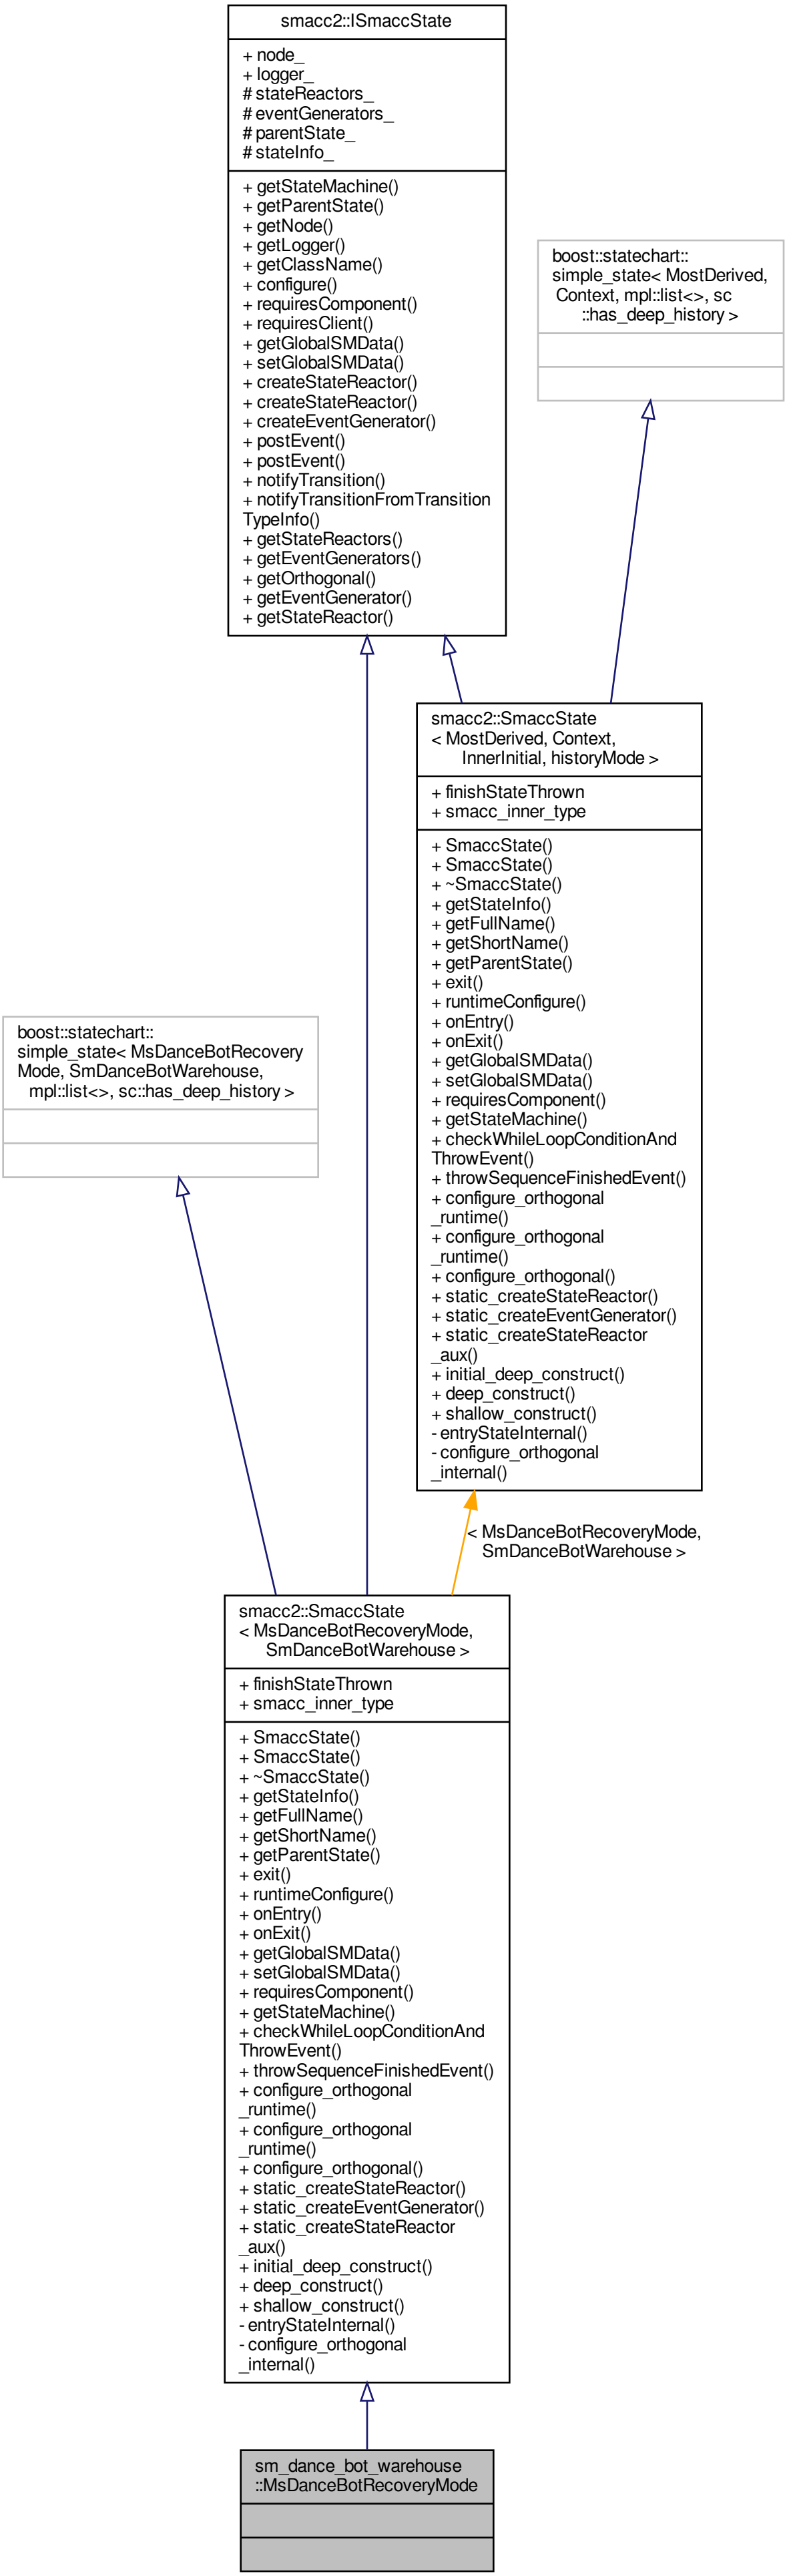 smacc2::ISmaccState
+ node_
+ logger_
# stateReactors_
# eventGenerators_
# parentState_
# stateInfo_
+ getStateMachine()
+ getParentState()
+ getNode()
+ getLogger()
+ getClassName()
+ configure()
+ requiresComponent()
+ requiresClient()
+ getGlobalSMData()
+ setGlobalSMData()
+ createStateReactor()
+ createStateReactor()
+ createEventGenerator()
+ postEvent()
+ postEvent()
+ notifyTransition()
+ notifyTransitionFromTransition
TypeInfo()
+ getStateReactors()
+ getEventGenerators()
+ getOrthogonal()
+ getEventGenerator()
+ getStateReactor()
boost::statechart::
simple_state< MostDerived,
Context, mpl::list<>, sc
::has_deep_history >
smacc2::SmaccState
< MostDerived, Context,
InnerInitial, historyMode >
+ finishStateThrown
+ smacc_inner_type
+ SmaccState()
+ SmaccState()
+ ~SmaccState()
+ getStateInfo()
+ getFullName()
+ getShortName()
+ getParentState()
+ exit()
+ runtimeConfigure()
+ onEntry()
+ onExit()
+ getGlobalSMData()
+ setGlobalSMData()
+ requiresComponent()
+ getStateMachine()
+ checkWhileLoopConditionAnd
ThrowEvent()
+ throwSequenceFinishedEvent()
+ configure_orthogonal
_runtime()
+ configure_orthogonal
_runtime()
+ configure_orthogonal()
+ static_createStateReactor()
+ static_createEventGenerator()
+ static_createStateReactor
_aux()
+ initial_deep_construct()
+ deep_construct()
+ shallow_construct()
- entryStateInternal()
- configure_orthogonal
_internal()
boost::statechart::
simple_state< MsDanceBotRecovery
Mode, SmDanceBotWarehouse,
mpl::list<>, sc::has_deep_history >
< MsDanceBotRecoveryMode,
SmDanceBotWarehouse >
smacc2::SmaccState
< MsDanceBotRecoveryMode,
SmDanceBotWarehouse >
+ finishStateThrown
+ smacc_inner_type
+ SmaccState()
+ SmaccState()
+ ~SmaccState()
+ getStateInfo()
+ getFullName()
+ getShortName()
+ getParentState()
+ exit()
+ runtimeConfigure()
+ onEntry()
+ onExit()
+ getGlobalSMData()
+ setGlobalSMData()
+ requiresComponent()
+ getStateMachine()
+ checkWhileLoopConditionAnd
ThrowEvent()
+ throwSequenceFinishedEvent()
+ configure_orthogonal
_runtime()
+ configure_orthogonal
_runtime()
+ configure_orthogonal()
+ static_createStateReactor()
+ static_createEventGenerator()
+ static_createStateReactor
_aux()
+ initial_deep_construct()
+ deep_construct()
+ shallow_construct()
- entryStateInternal()
- configure_orthogonal
_internal()
sm_dance_bot_warehouse
::MsDanceBotRecoveryMode